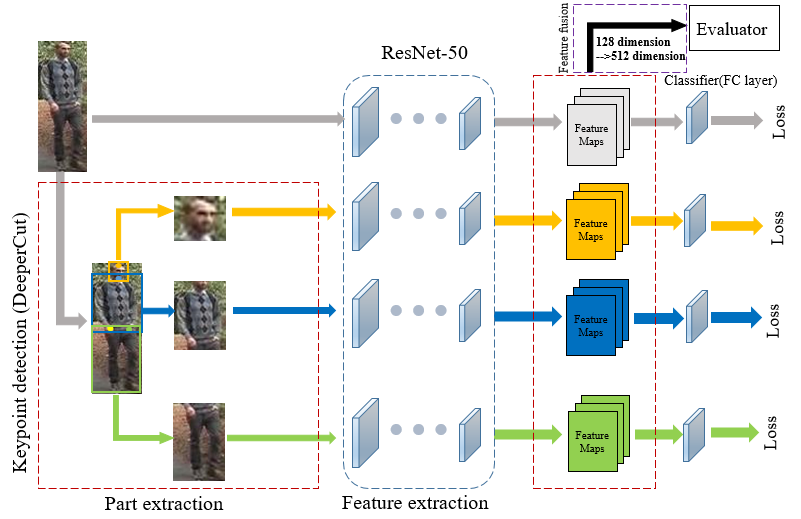 Feature fusion
128 dimension
-->512 dimension
Evaluator
ResNet-50
Classifier(FC layer)
Feature
Maps
Loss
Keypoint detection (DeeperCut)
Feature
Maps
Loss
Feature
Maps
Loss
Feature
Maps
Loss
Part extraction
Feature extraction